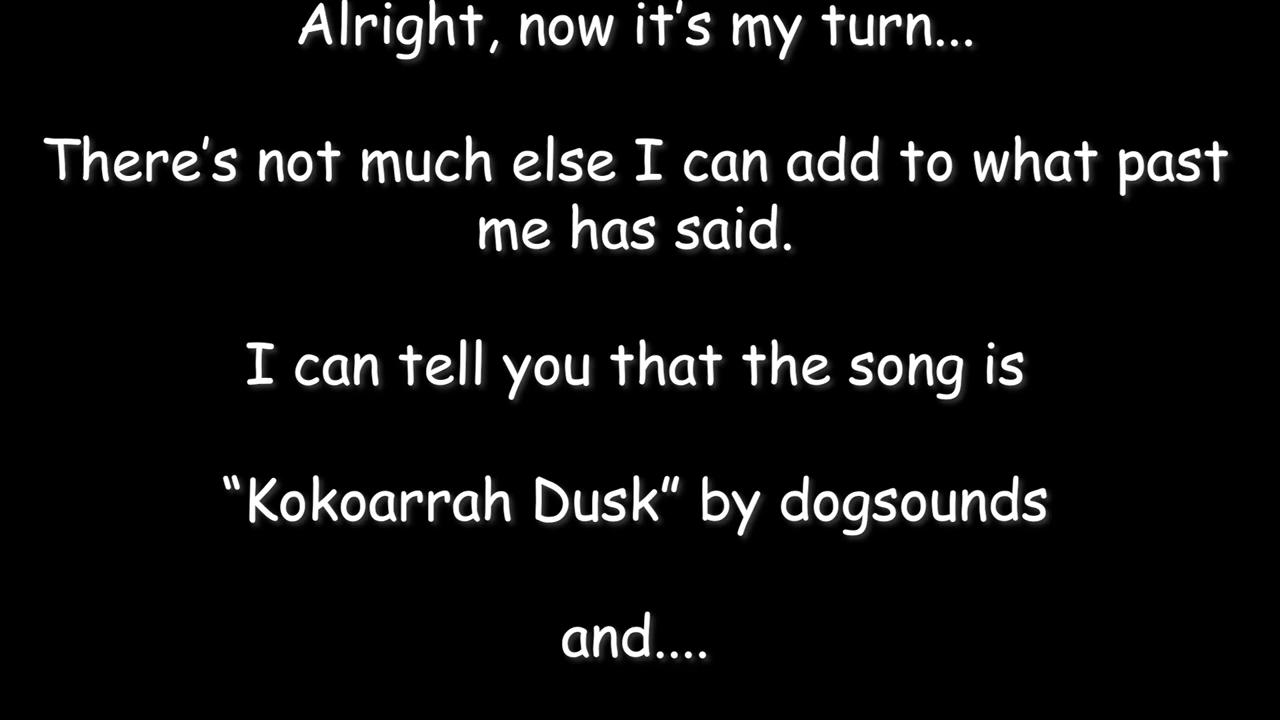 Alright, now it's my turn...
There's not much else I can add to what past
me has said.
I can tell you that the song is
“Kokoarrah Dusk” by dogsounds
and....